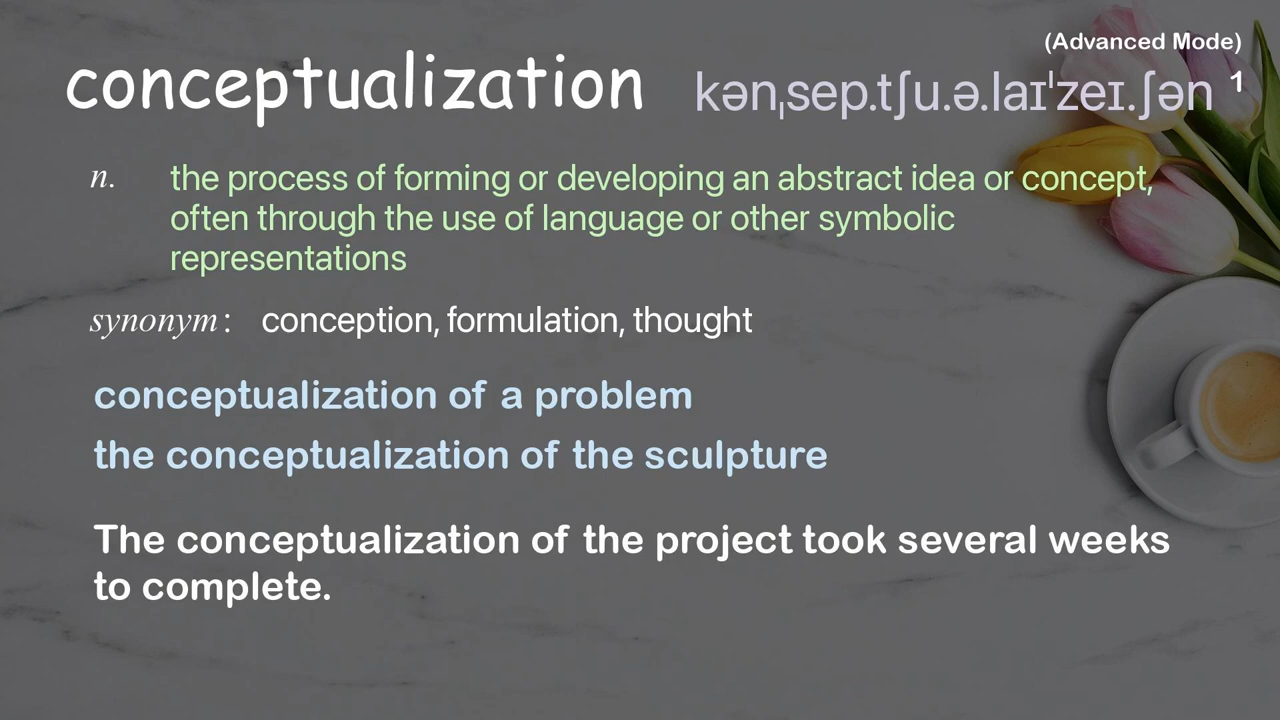 (Advanced Mode)
conceptualization kənˌsep.tʃu.ə.laɪˈzeɪ.ʃən 1
n. the process of forming or developing an abstract idea or concept,
often through the use of language or other symbolic
representations
synonym: conception, formulation, thought
conceptualization of a problem
the conceptualization of the sculpture
The conceptualization of the project took several weeks
to complete.